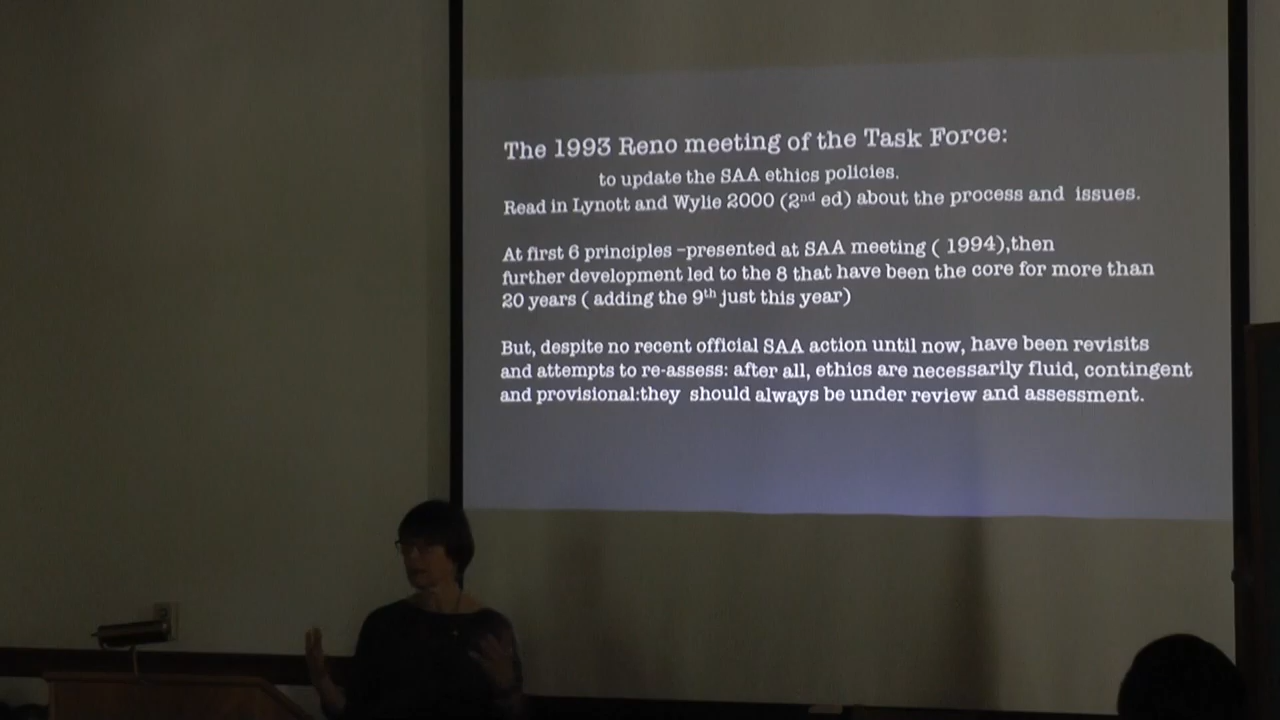 The 1993 Reno meeting of the Task Force:
to update the SAA ethics policies.
Read in Lynott and Wylie 2000 (2nd ed) about the process and issues.
At first 6 principles –presented at SAA meeting ( 1994),then
further development led to the 8 that have been the core for more than
20 years ( adding the 9th just this year)
But, despite no recent official SAA action until now, have been revisits
and attempts to re-assess: after all, ethics are necessarily fluid, contingent
and provisional:they should always be under review and assessment.